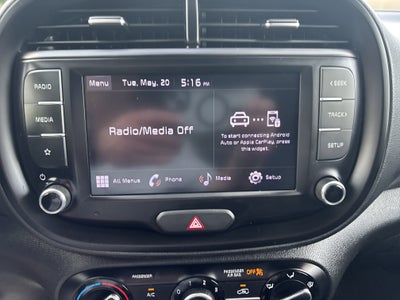 Menu Tue, May. 20 5:16 PM
RADIO
MEDIA
< SEEK
TRACK >
SETUP
Radio/Media Off
To start connecting Android
Auto or Apple CarPlay, press
this widget.
All Menus Phone Media Setup
PASSENGER
A/C
PASSENGER
AIR BAG OFF